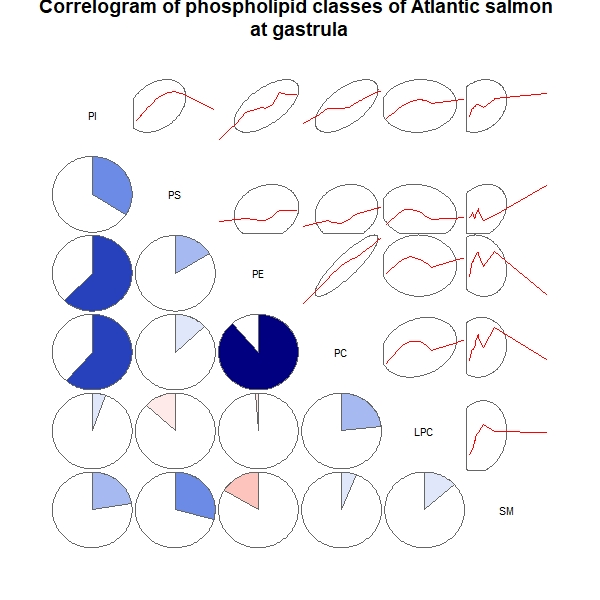 Correlogram of phospholipid classes of Atlantic salmon
at gastrula
PI
PS
PE
PC
LPC
SM